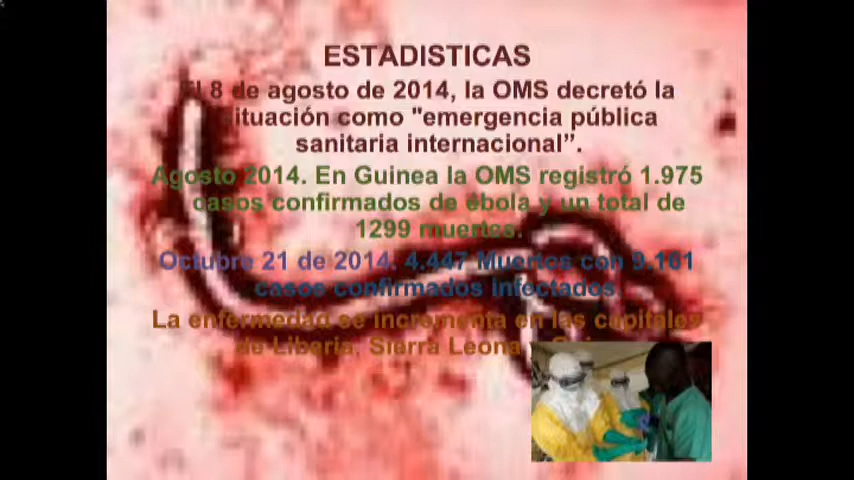 ESTADISTICAS
El 8 de agosto de 2014, la OMS decretó la
situación como "emergencia pública
sanitaria internacional”.
Agosto 2014. En Guinea la OMS registró 1.975
casos confirmados de ébola y un total de
1299 muertos.
Octubre 21 de 2014. 4.447 Muertos con 9.161
casos confirmados infectados.
La enfermedad se incrementa en las capitales
de Liberia, Sierra Leona